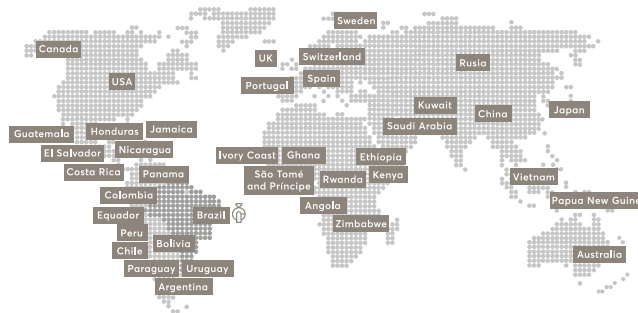 Sweden
Canada
UK
Switzerland
Rusia
USA
Spain
Portugal
Kuwait
China
Japan
Guatemala
Honduras
Jamaica
Saudi Arabia
El Salvador
Nicaragua
Ivory Coast
Ghana
Ethiopia
Costa Rica
Panama
São Tomé
and Príncipe
Rwanda
Kenya
Vietnam
Colombia
Angola
Papua New Guine
Equador
Brazil
Zimbabwe
Peru
Bolivia
Chile
Australia
Paraguay
Uruguay
Argentina